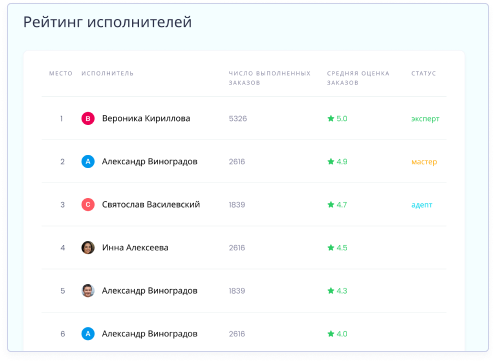 Рейтинг исполнителей
МЕСТО ИСПОЛНИТЕЛЬ ЧИСЛО ВЫПОЛНЕННЫХ ЗАКАЗОВ СРЕДНЯЯ ОЦЕНКА ЗАКАЗОВ СТАТУС
1 В Вероника Кириллова 5326 ★ 5.0 эксперт
2 А Александр Виноградов 2616 ★ 4.9 мастер
3 С Святослав Василевский 1839 ★ 4.7 адепт
4 Инна Алексеева 2616 ★ 4.5
5 Александр Виноградов 1839 ★ 4.3
6 А Александр Виноградов 2616 ★ 4.0